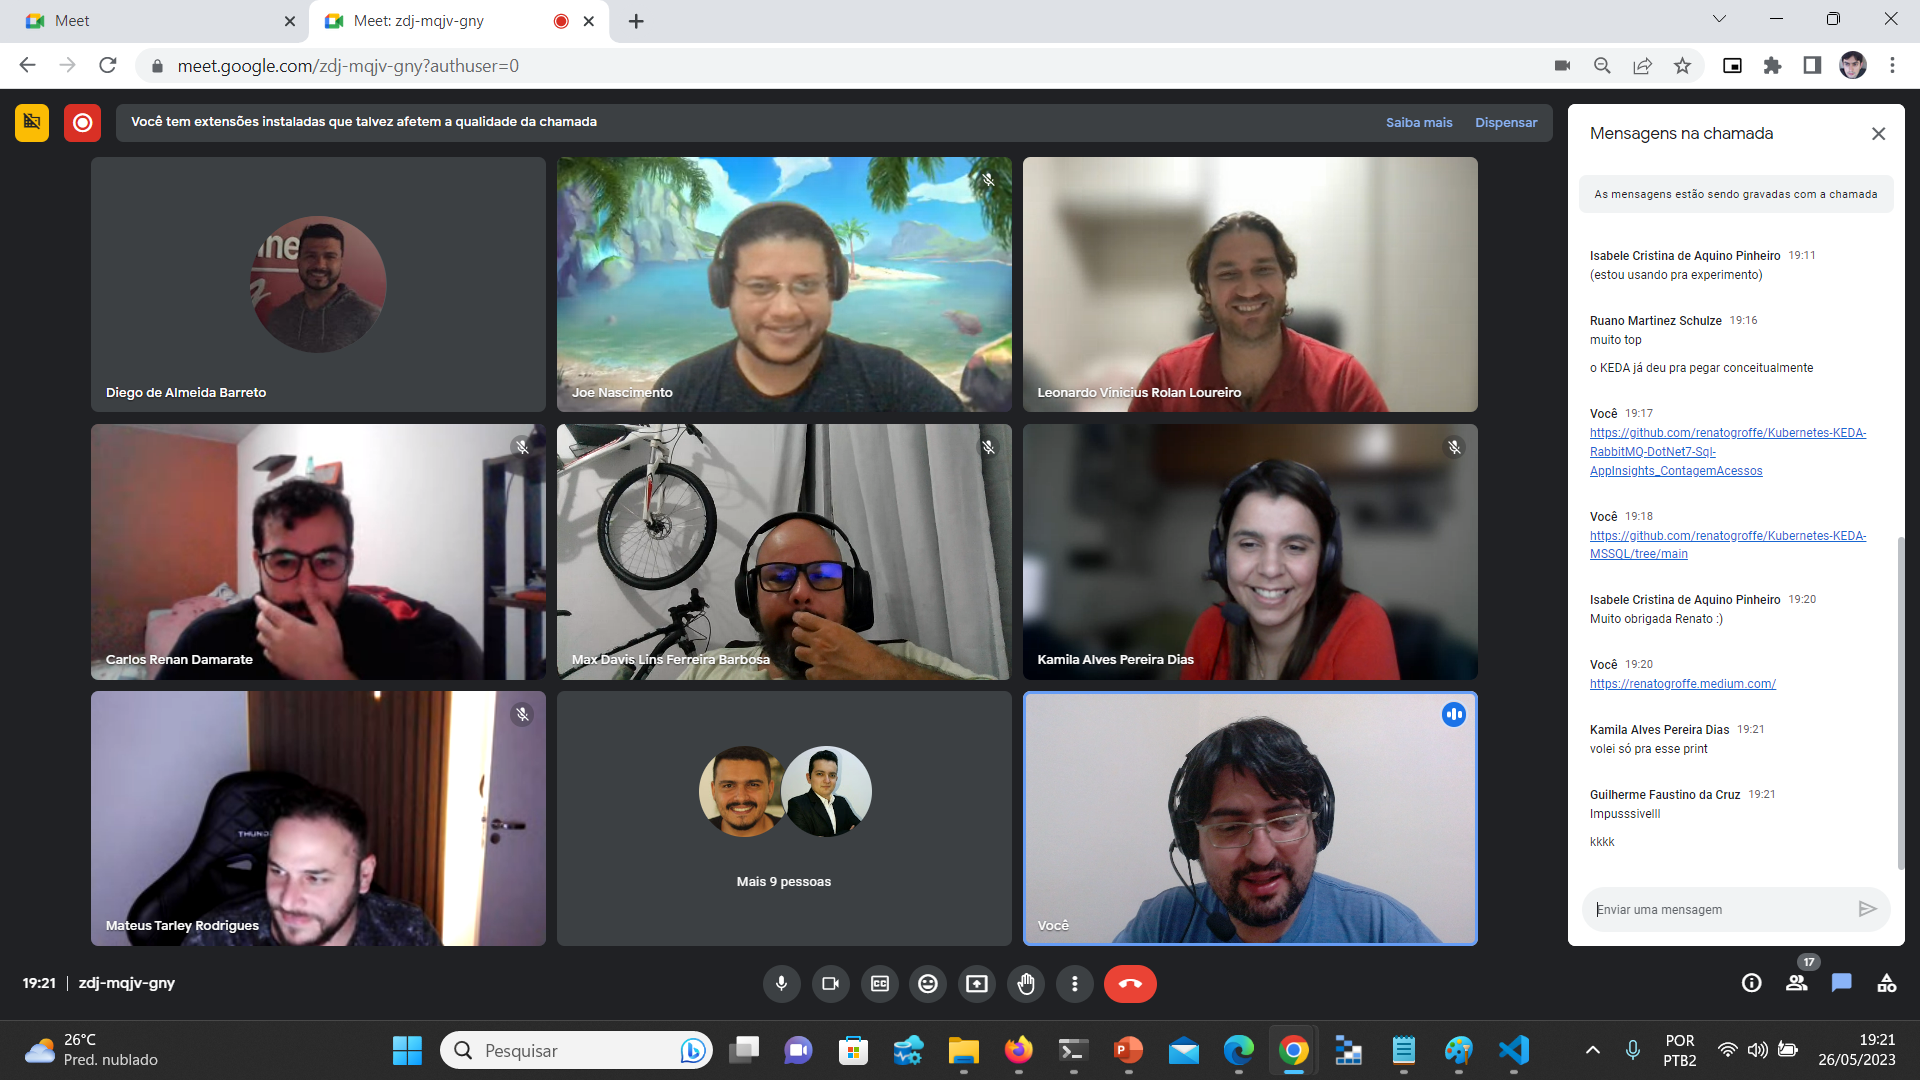 Meet
Meet: zdj-mqjv-gny
meet.google.com/zdj-mqjv-gny?authuser=0
Você tem extensões instaladas que talvez afetem a qualidade da chamada
Saiba mais
Dispensar
Diego de Almeida Barreto
Joe Nascimento
Leonardo Vinicius Rolan Loureiro
Carlos Renan Damarate
Max Davis Lins Ferreira Barbosa
Kamila Alves Pereira Dias
THUND
Mateus Tarley Rodrigues
Mais 9 pessoas
Você
Mensagens na chamada
As mensagens estão sendo gravadas com a chamada
Isabele Cristina de Aquino Pinheiro 19:11
(estou usando pra experimento)
Ruano Martinez Schulze 19:16
muito top
o KEDA já deu pra pegar conceitualmente
Você 19:17
https://github.com/renatogroffe/Kubernetes-KEDA-
RabbitMQ-DotNet7-Sql-
AppInsights_ContagemAcessos
Você 19:18
https://github.com/renatogroffe/Kubernetes-KEDA-
MSSQL/tree/main
Isabele Cristina de Aquino Pinheiro 19:20
Muito obrigada Renato :)
Você 19:20
https://renatogroffe.medium.com/
Kamila Alves Pereira Dias 19:21
volei só pra esse print
Guilherme Faustino da Cruz 19:21
Impusssivelll
kkkk
Enviar uma mensagem
19:21 | zdj-mqjv-gny
17
26°C
Pred. nublado
Pesquisar
POR
PTB2
19:21
26/05/2023